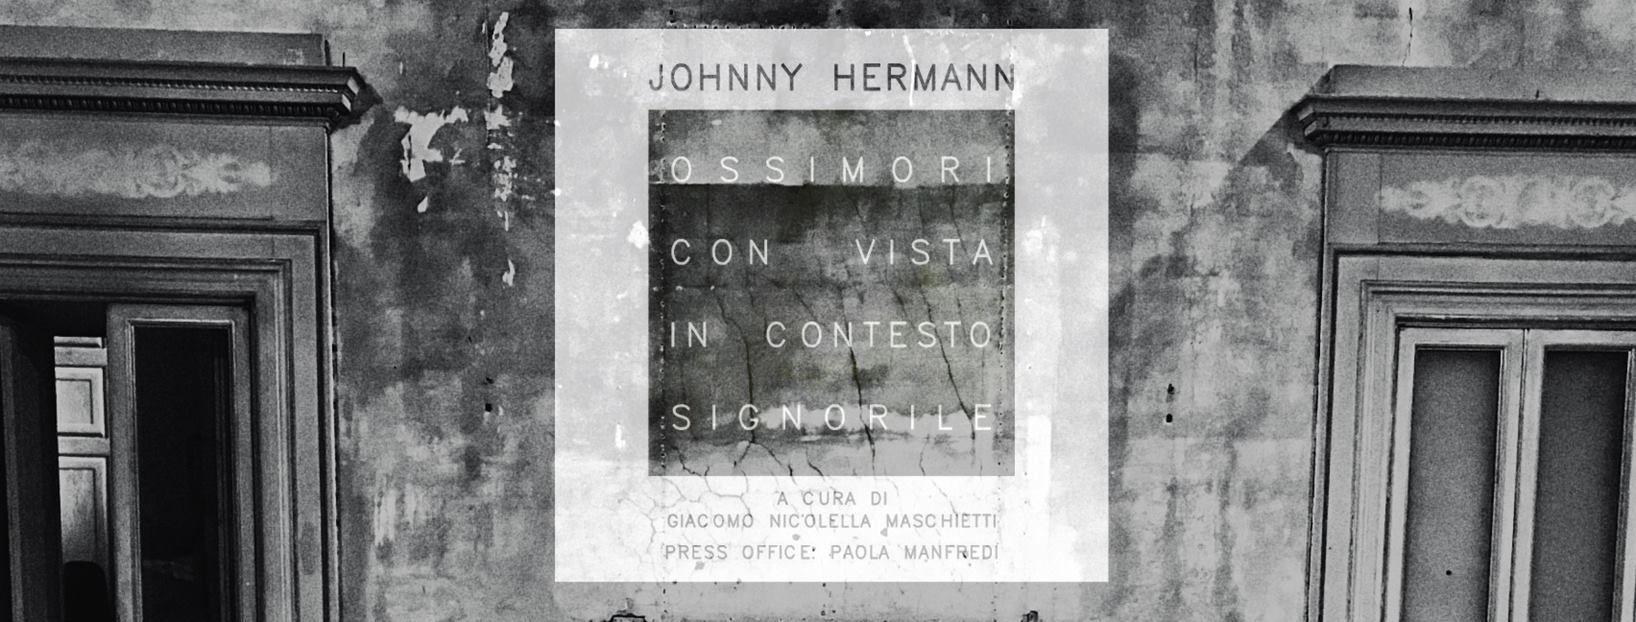 JOHNNY HERMANN
OSSIMORI
CON VISTA
IN CONTESTO
SIGNORILE
A CURA DI
GIACOMO NICOLELLA MASCHIETTI
PRESS OFFICE: PAOLA MANFREDI